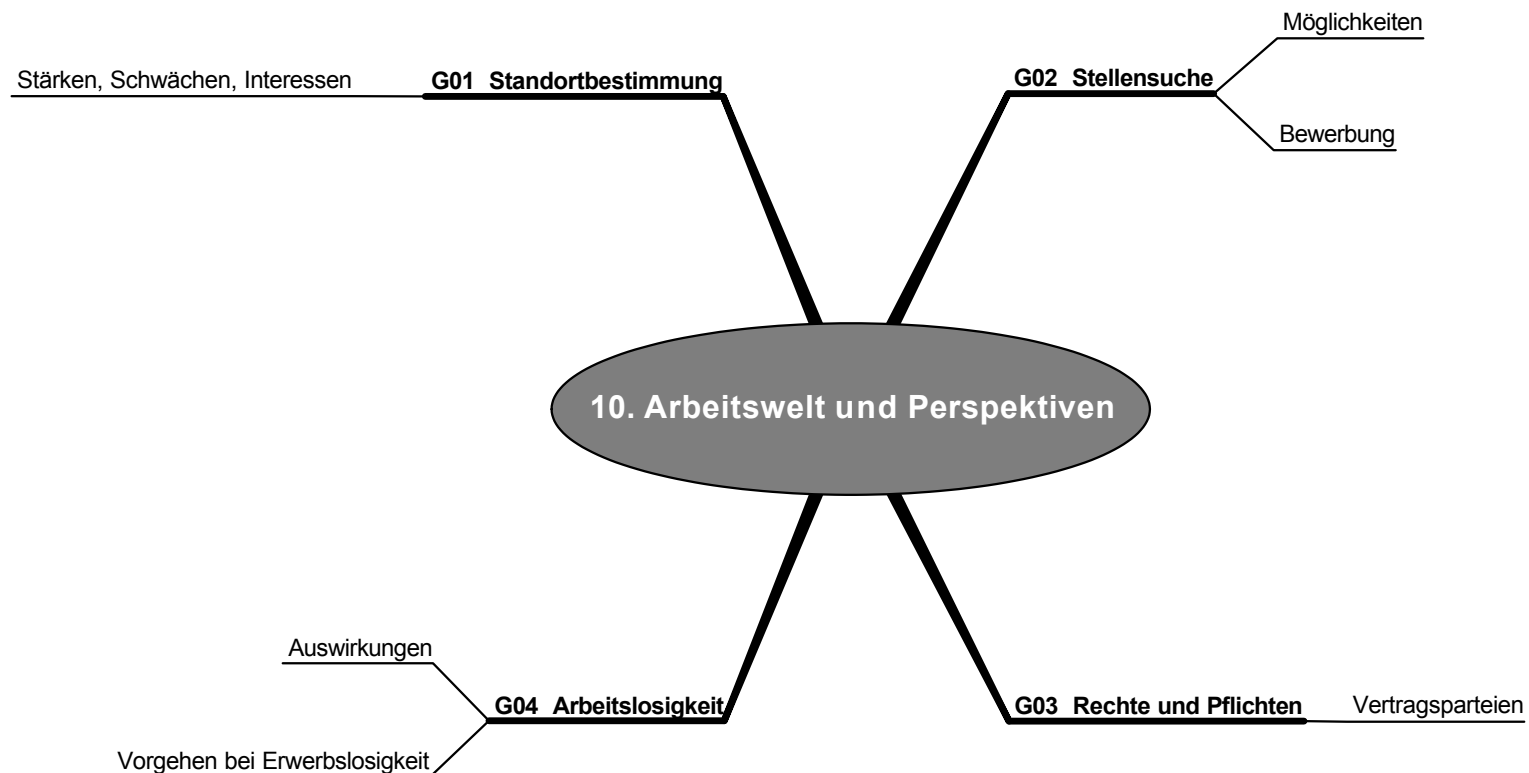 Möglichkeiten
Stärken, Schwächen, Interessen
G01 Standortbestimmung
G02 Stellensuche
Bewerbung
10. Arbeitswelt und Perspektiven
Auswirkungen
G04 Arbeitslosigkeit
G03 Rechte und Pflichten
Vertragsparteien
Vorgehen bei Erwerbslosigkeit